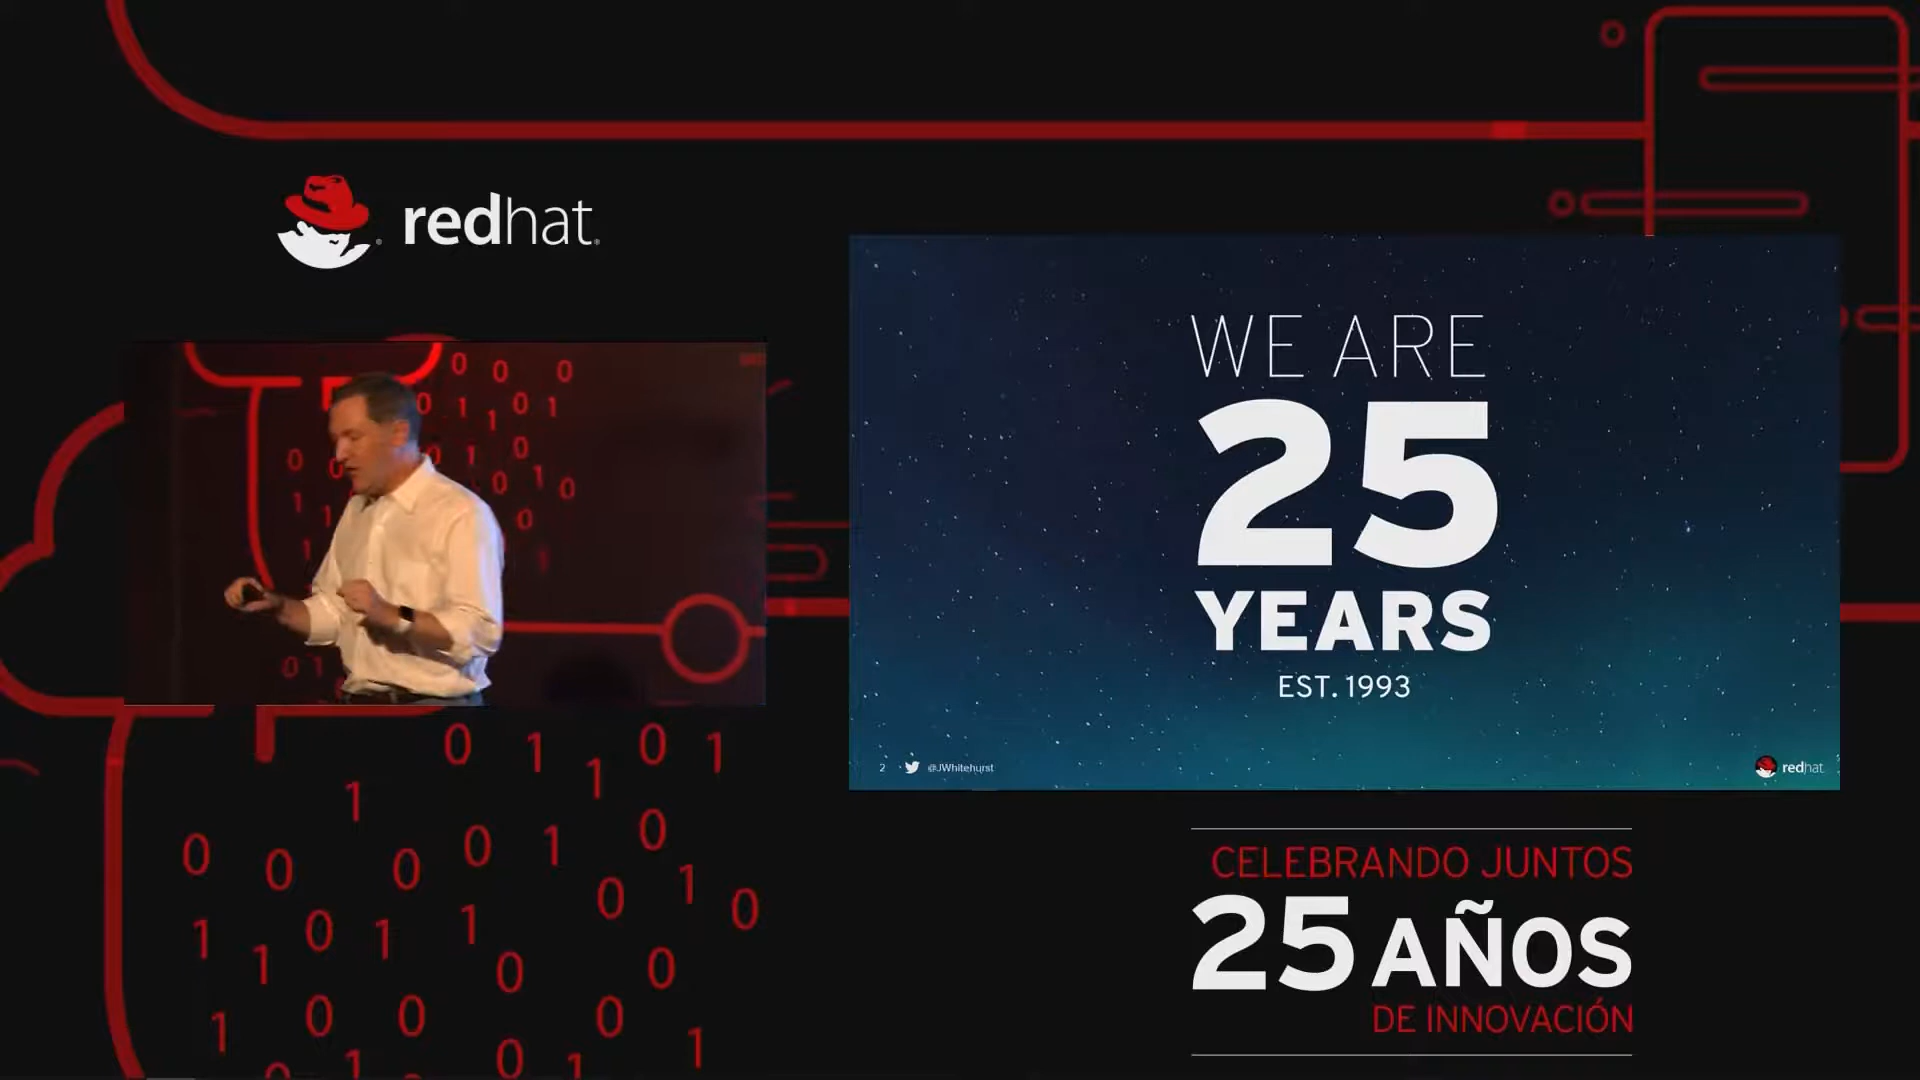 redhat.
WE ARE
25
YEARS
EST. 1993
2 @JWhitehurst
redhat
CELEBRANDO JUNTOS
25 AÑOS
DE INNOVACIÓN